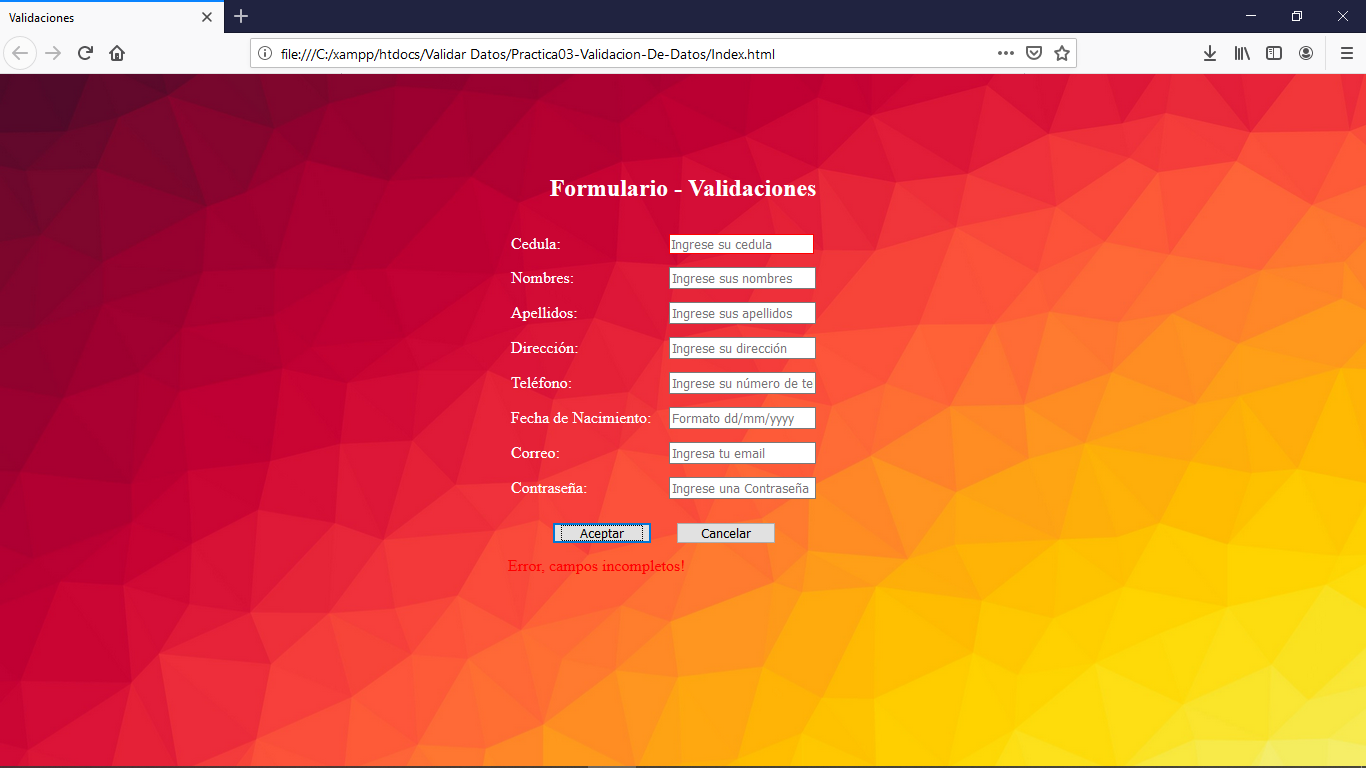 Validaciones
file:///C:/xampp/htdocs/Validar Datos/Practica03-Validacion-De-Datos/Index.html
Formulario - Validaciones
Cedula: Ingrese su cedula
Nombres: Ingrese sus nombres
Apellidos: Ingrese sus apellidos
Dirección: Ingrese su dirección
Teléfono: Ingrese su número de te
Fecha de Nacimiento: Formato dd/mm/yyyy
Correo: Ingresa tu email
Contraseña: Ingrese una Contraseña
Aceptar Cancelar
Error, campos incompletos!